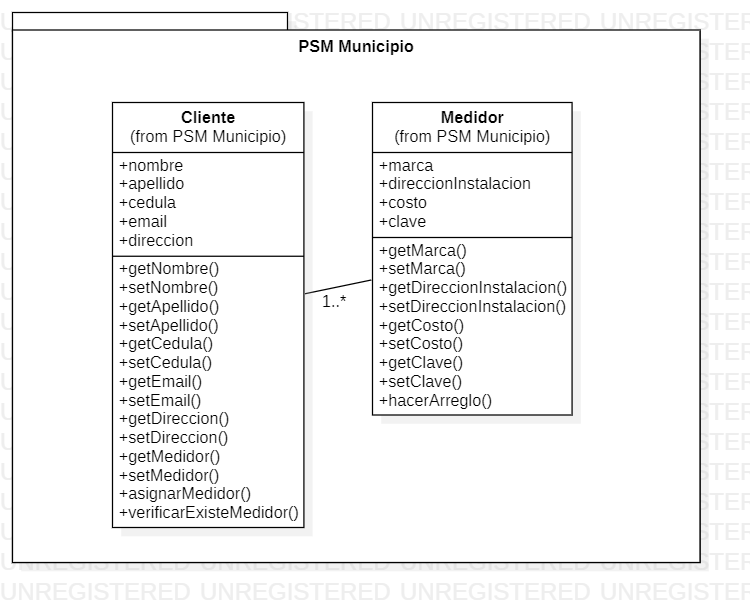 PSM Municipio
Cliente
(from PSM Municipio)
+nombre
+apellido
+cedula
+email
+direccion
+getNombre()
+setNombre()
+getApellido()
+setApellido()
+getCedula()
+setCedula()
+getEmail()
+setEmail()
+getDireccion()
+setDireccion()
+getMedidor()
+setMedidor()
+asignarMedidor()
+verificarExisteMedidor()
1..*
Medidor
(from PSM Municipio)
+marca
+direccionInstalacion
+costo
+clave
+getMarca()
+setMarca()
+getDireccionInstalacion()
+setDireccionInstalacion()
+getCosto()
+setCosto()
+getClave()
+setClave()
+hacerArreglo()
UNREGISTERED UNREGISTERED UNREGISTERED UNREGISTERED